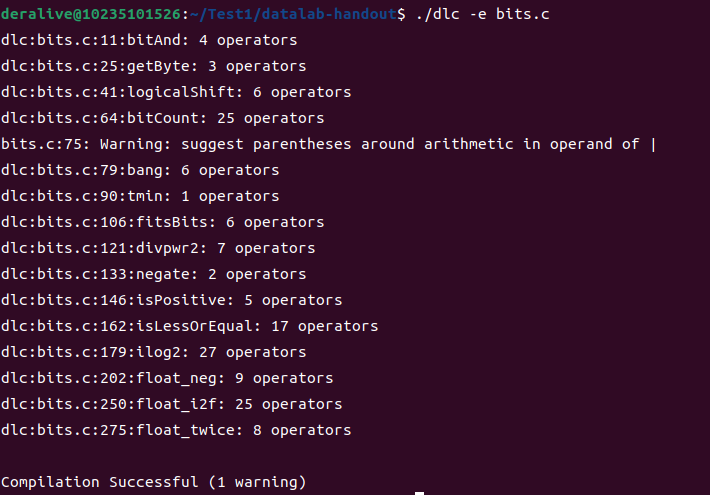 deralive@10235101526:~/Test1/datalab-handout$ ./dlc -e bits.c
dlc:bits.c:11:bitAnd: 4 operators
dlc:bits.c:25:getByte: 3 operators
dlc:bits.c:41:logicalShift: 6 operators
dlc:bits.c:64:bitCount: 25 operators
bits.c:75: Warning: suggest parentheses around arithmetic in operand of |
dlc:bits.c:79:bang: 6 operators
dlc:bits.c:90:tmin: 1 operators
dlc:bits.c:106:fitsBits: 6 operators
dlc:bits.c:121:divpwr2: 7 operators
dlc:bits.c:133:negate: 2 operators
dlc:bits.c:146:isPositive: 5 operators
dlc:bits.c:162:isLessOrEqual: 17 operators
dlc:bits.c:179:ilog2: 27 operators
dlc:bits.c:202:float_neg: 9 operators
dlc:bits.c:250:float_i2f: 25 operators
dlc:bits.c:275:float_twice: 8 operators
Compilation Successful (1 warning)